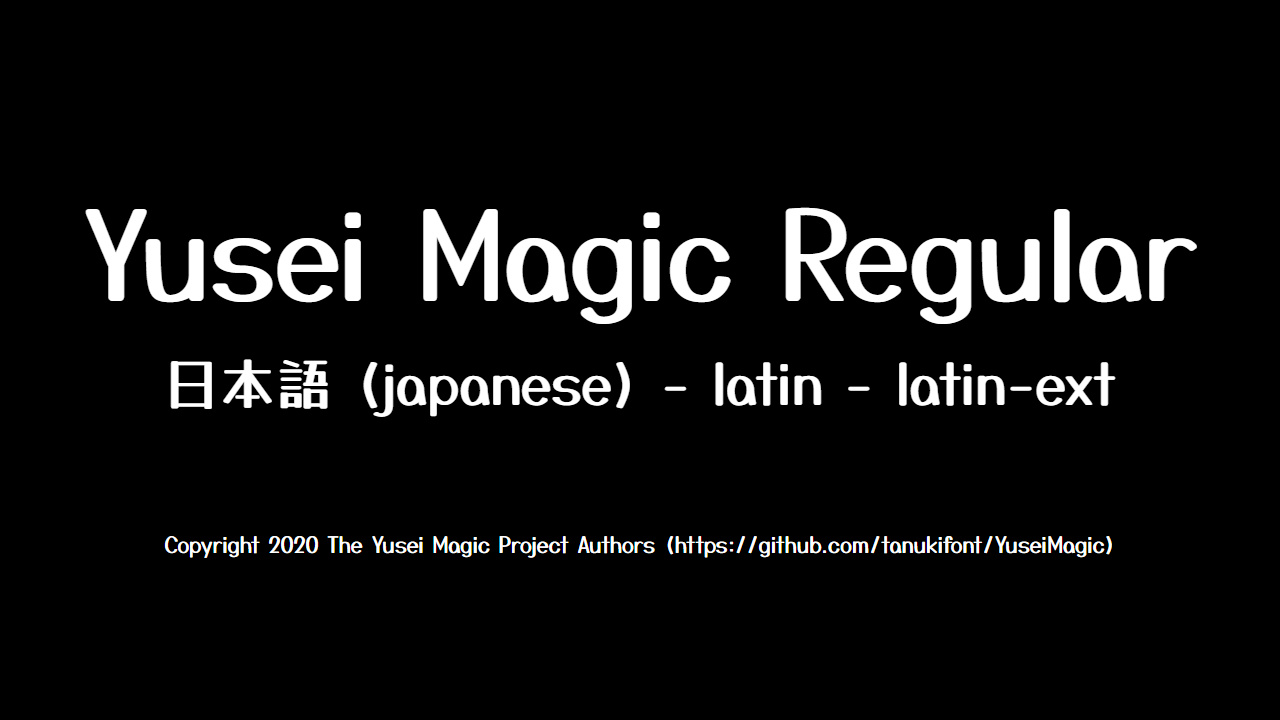 Yusei Magic Regular
日本語 (japanese) - latin - latin-ext
Copyright 2020 The Yusei Magic Project Authors (https://github.com/tanukifont/YuseiMagic)